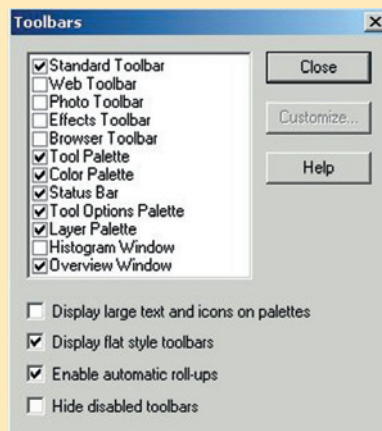 Toolbars
Standard Toolbar
Web Toolbar
Photo Toolbar
Effects Toolbar
Browser Toolbar
Tool Palette
Color Palette
Status Bar
Tool Options Palette
Layer Palette
Histogram Window
Overview Window
Close
Customize...
Help
Display large text and icons on palettes
Display flat style toolbars
Enable automatic roll-ups
Hide disabled toolbars